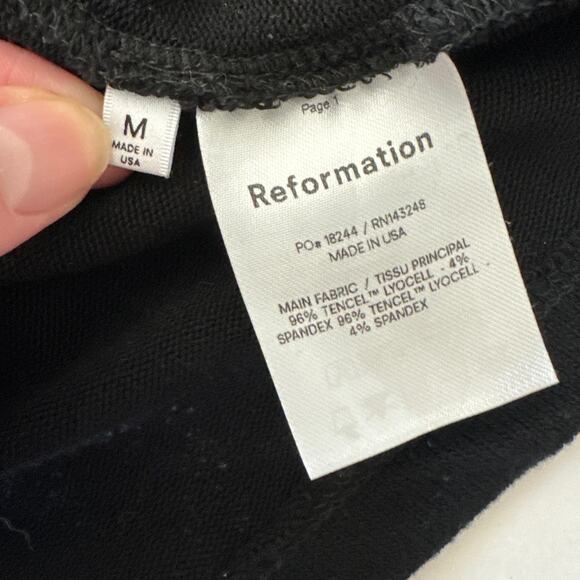 M
MADE IN
USA
Page 1
Reformation
PO# 18244 / RN143248
MADE IN USA
MAIN FABRIC / TISSU PRINCIPAL
96% TENCEL™ LYOCELL - 4%
SPANDEX 96% TENCEL™ LYOCELL -
4% SPANDEX